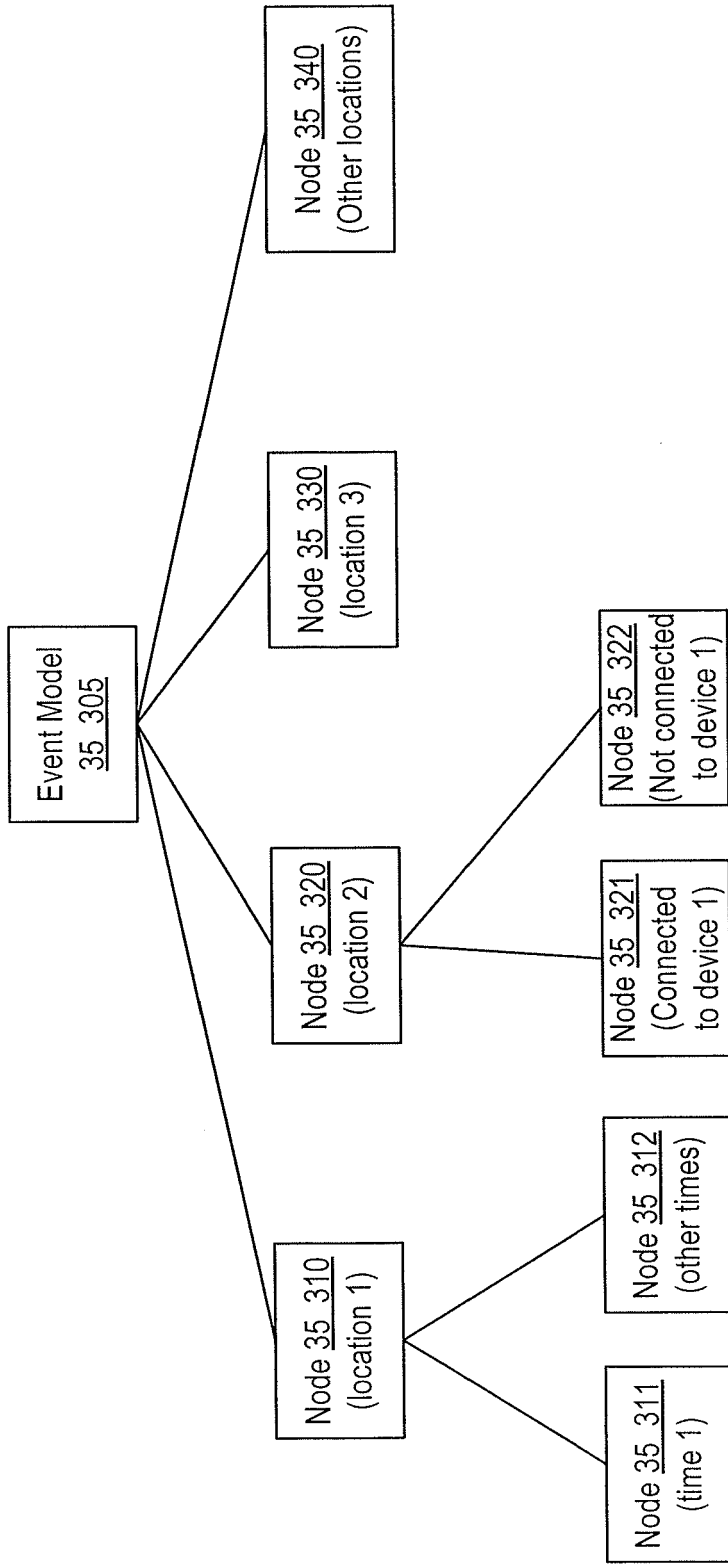 Event Model
35 305
Node 35 310
(location 1)
Node 35 320
(location 2)
Node 35 330
(location 3)
Node 35 340
(Other locations)
Node 35 311
(time 1)
Node 35 312
(other times)
Node 35 321
(Connected
to device 1)
Node 35 322
(Not connected
to device 1)